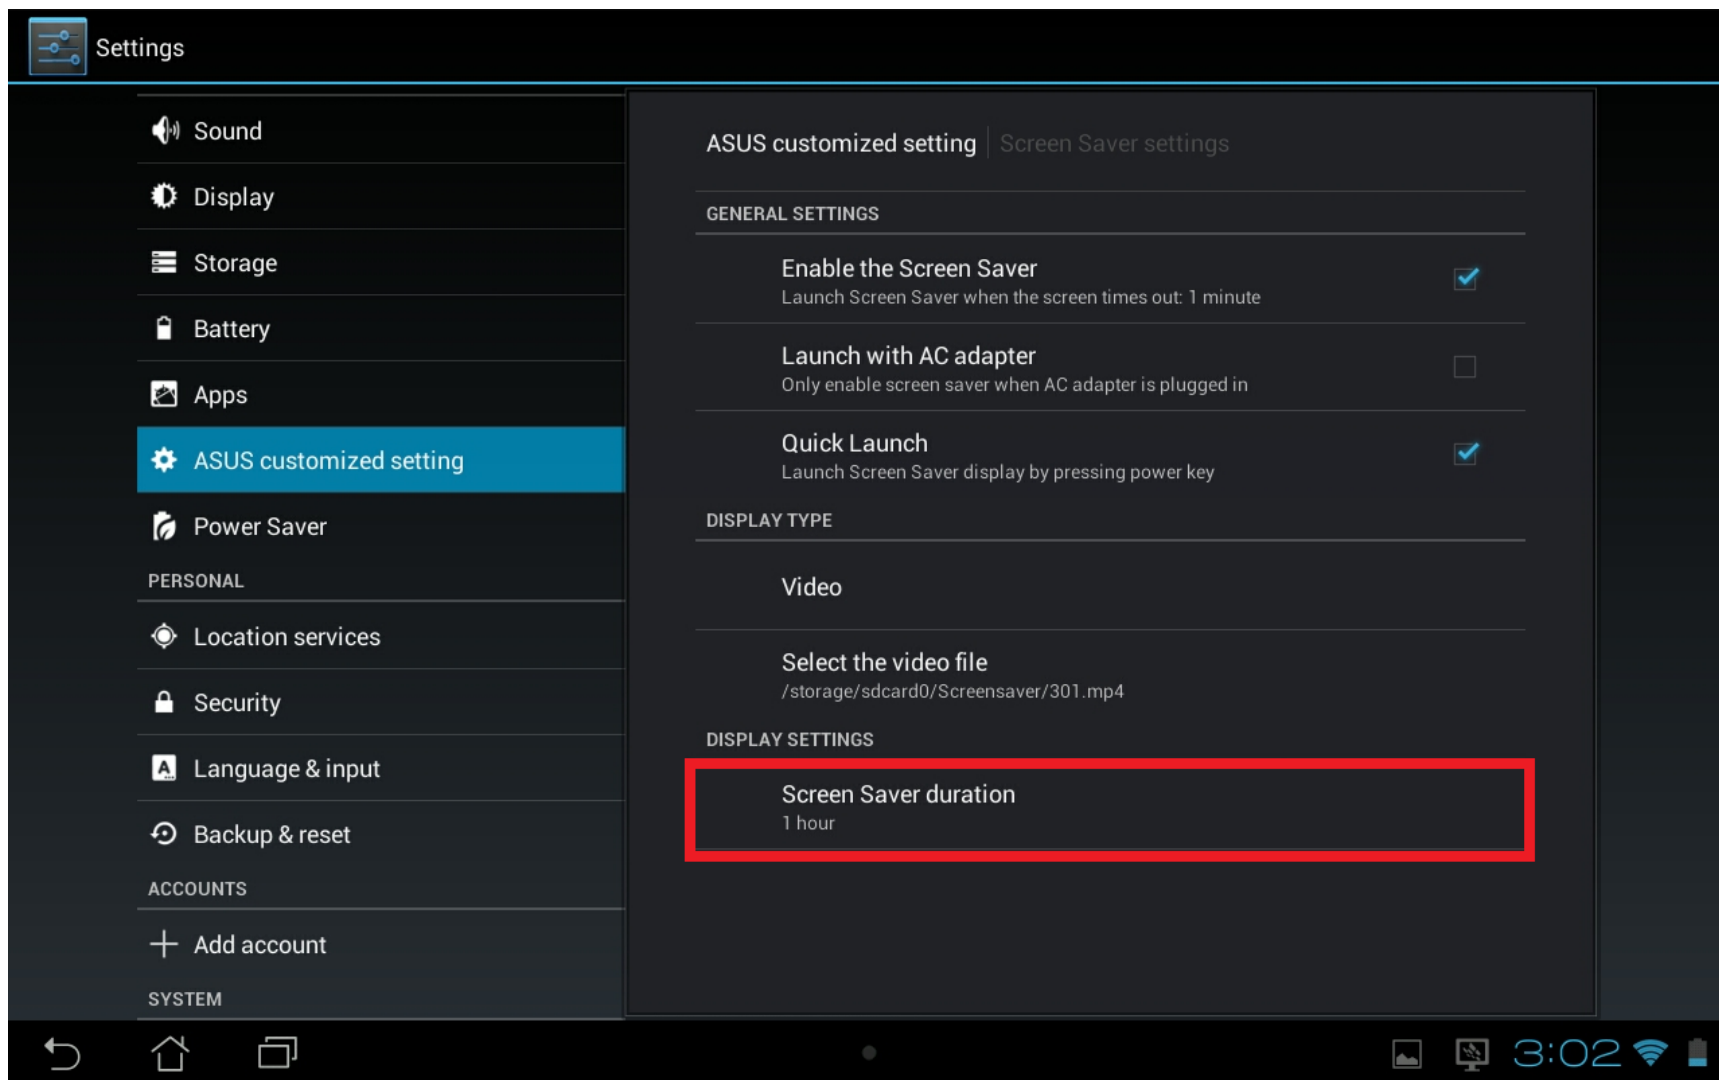 Settings
Sound
Display
Storage
Battery
Apps
ASUS customized setting
Power Saver
PERSONAL
Location services
Security
Language & input
Backup & reset
ACCOUNTS
Add account
SYSTEM
ASUS customized setting Screen Saver settings
GENERAL SETTINGS
Enable the Screen Saver
Launch Screen Saver when the screen times out: 1 minute
Launch with AC adapter
Only enable screen saver when AC adapter is plugged in
Quick Launch
Launch Screen Saver display by pressing power key
DISPLAY TYPE
Video
Select the video file
/storage/sdcard0/Screensaver/301.mp4
DISPLAY SETTINGS
Screen Saver duration
1 hour
3:02